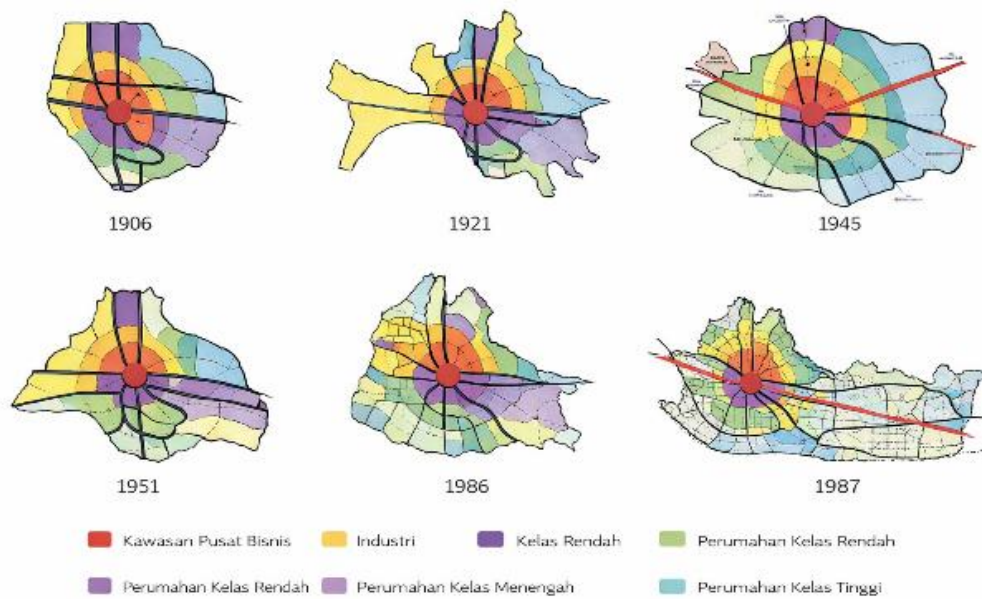 1906
1921
1945
1951
1986
1987
Kawasan Pusat Bisnis
Industri
Kelas Rendah
Perumahan Kelas Rendah
Perumahan Kelas Rendah
Perumahan Kelas Menengah
Perumahan Kelas Tinggi